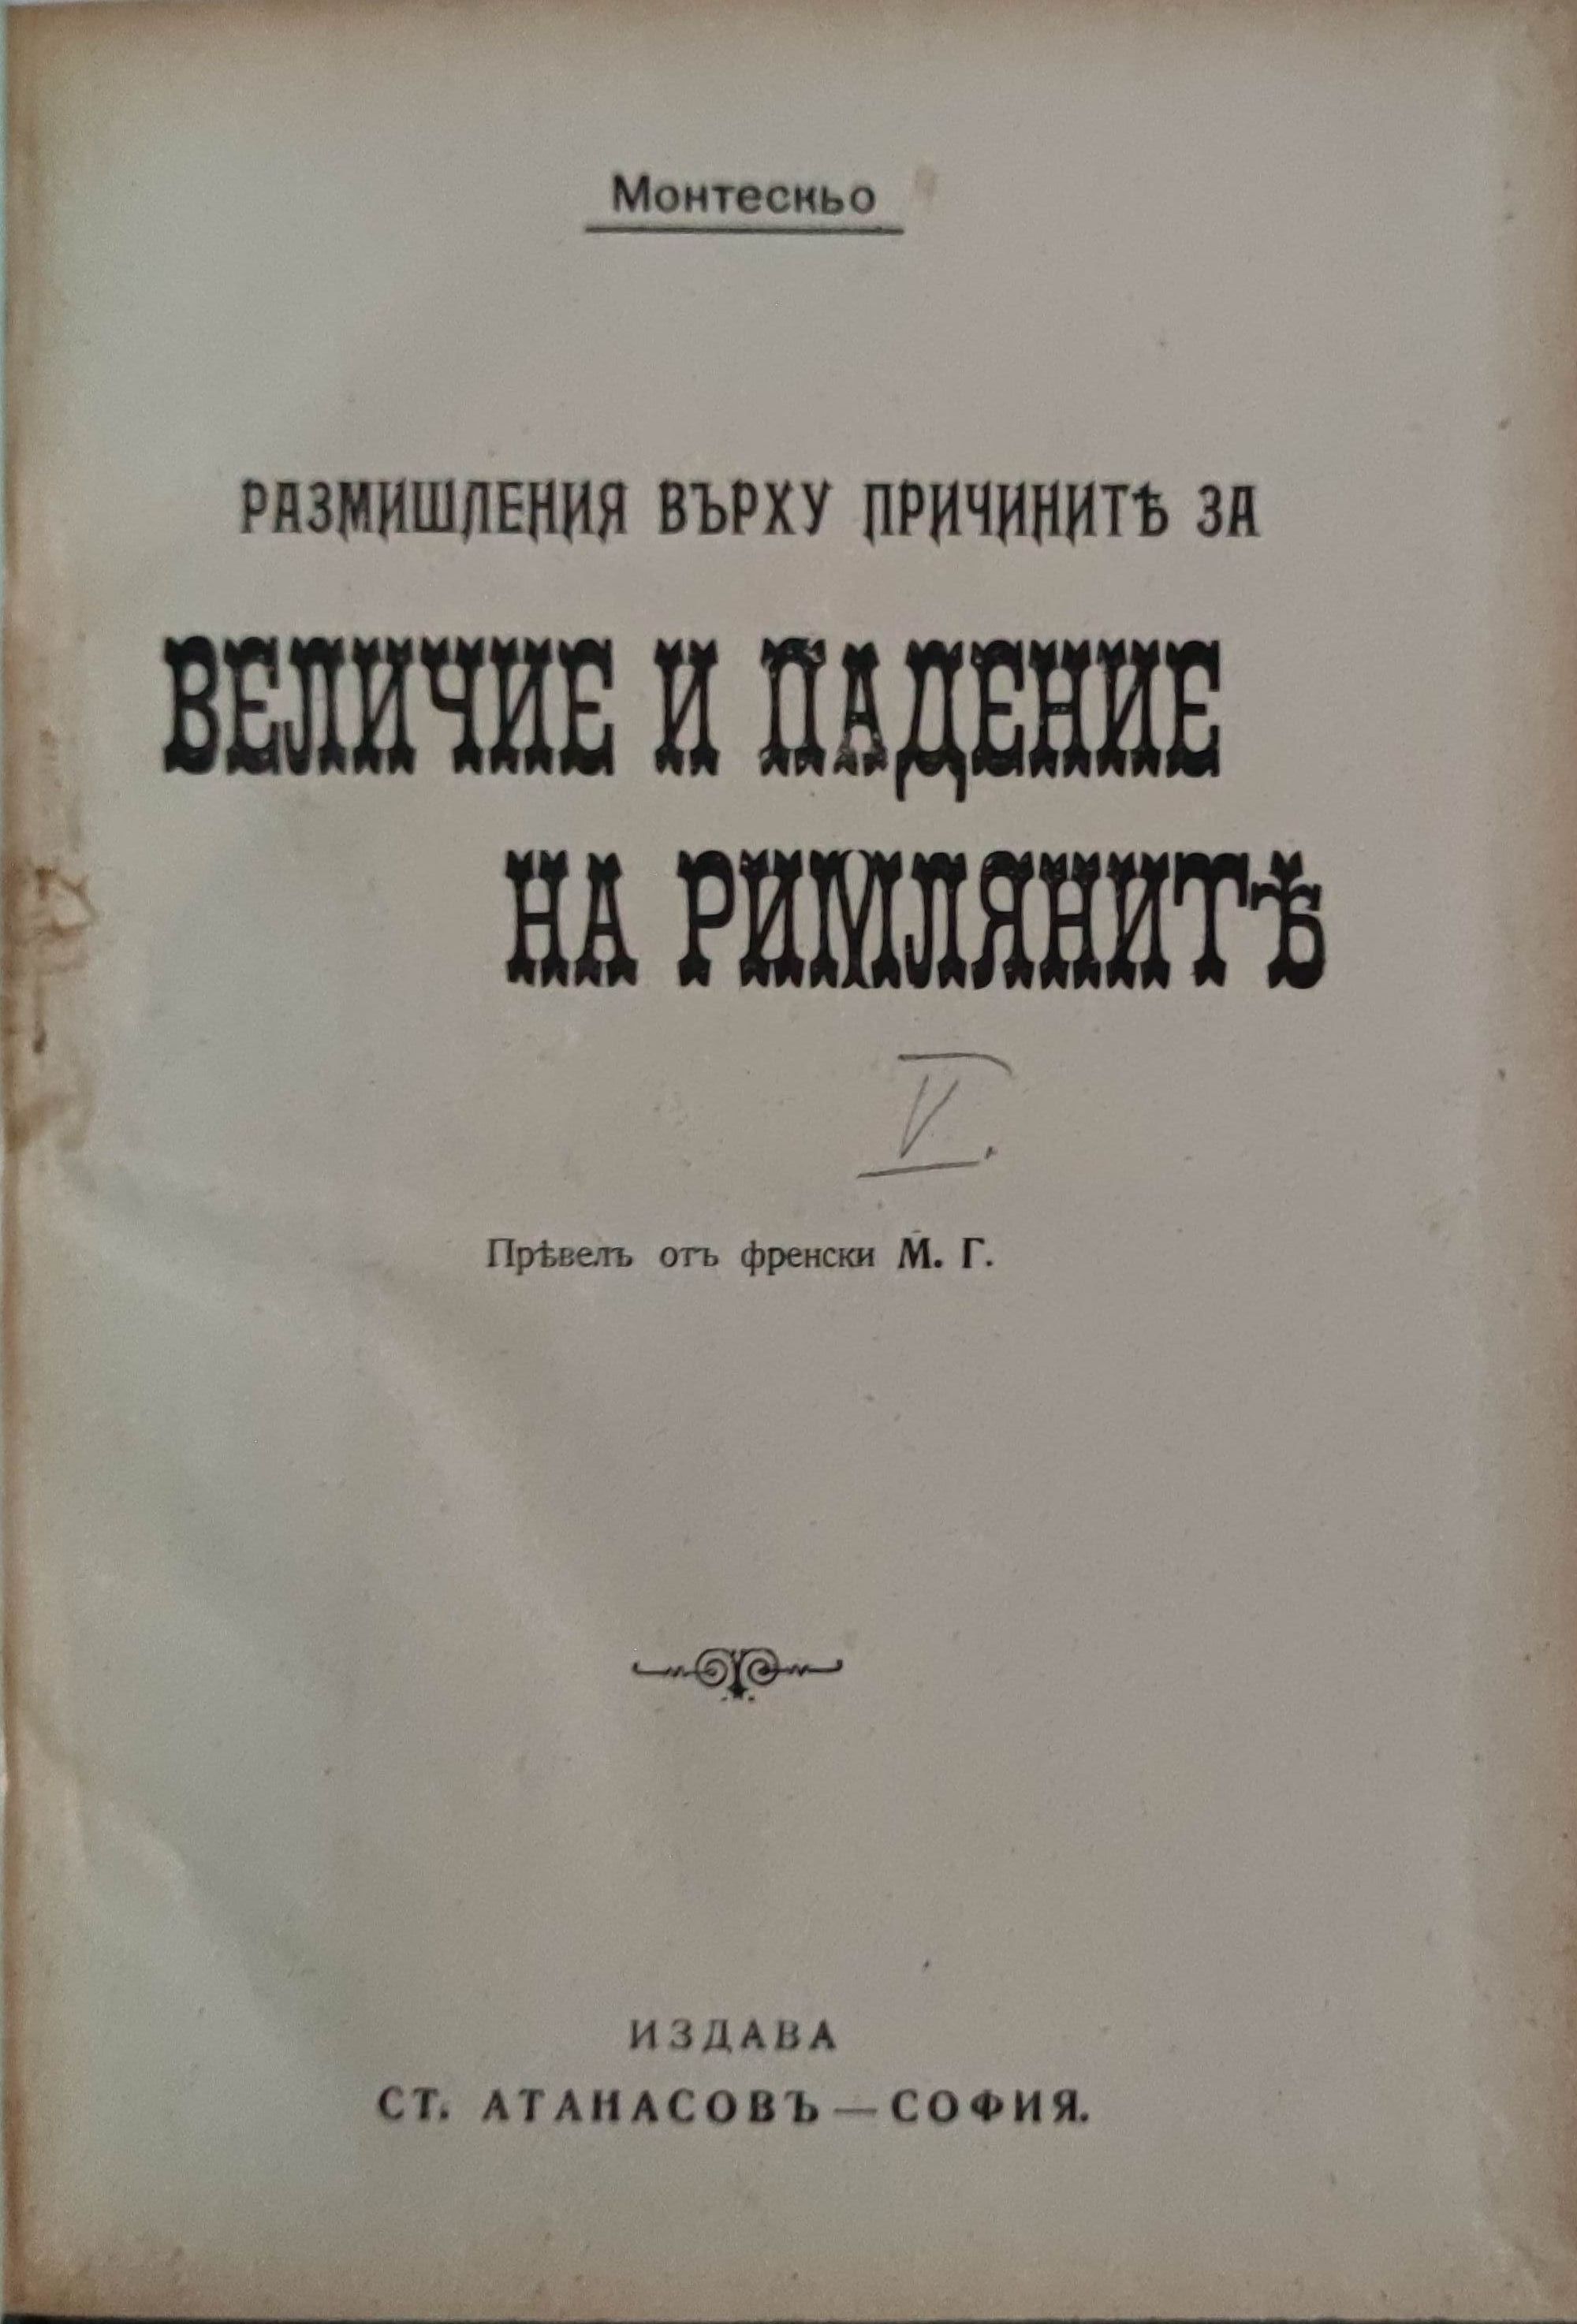 Монтескьо
РАЗМИШЛЕНИЯ ВЪРХУ ПРИЧИНИТѢ ЗА
ВЕЛИЧИЕ И ПАДЕНИЕ
НА РИМЛЯНИТѢ
V.
Прѣвелъ отъ френски М. Г.
ИЗДАВА
СТ. АТАНАСОВЪ — СОФИЯ.